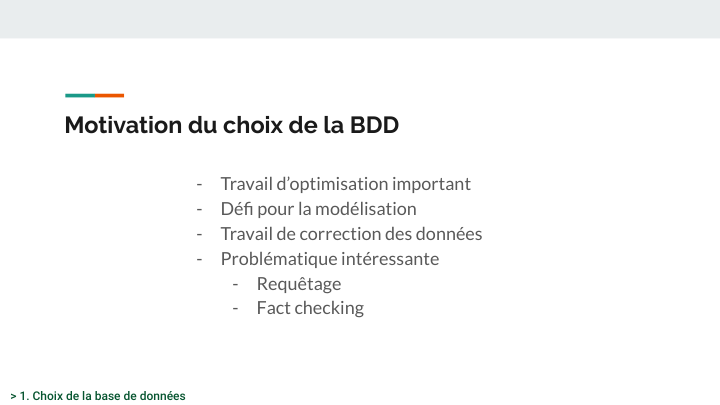 Motivation du choix de la BDD
- Travail d’optimisation important
- Défi pour la modélisation
- Travail de correction des données
- Problématique intéressante
- Requêtage
- Fact checking
> 1. Choix de la base de données